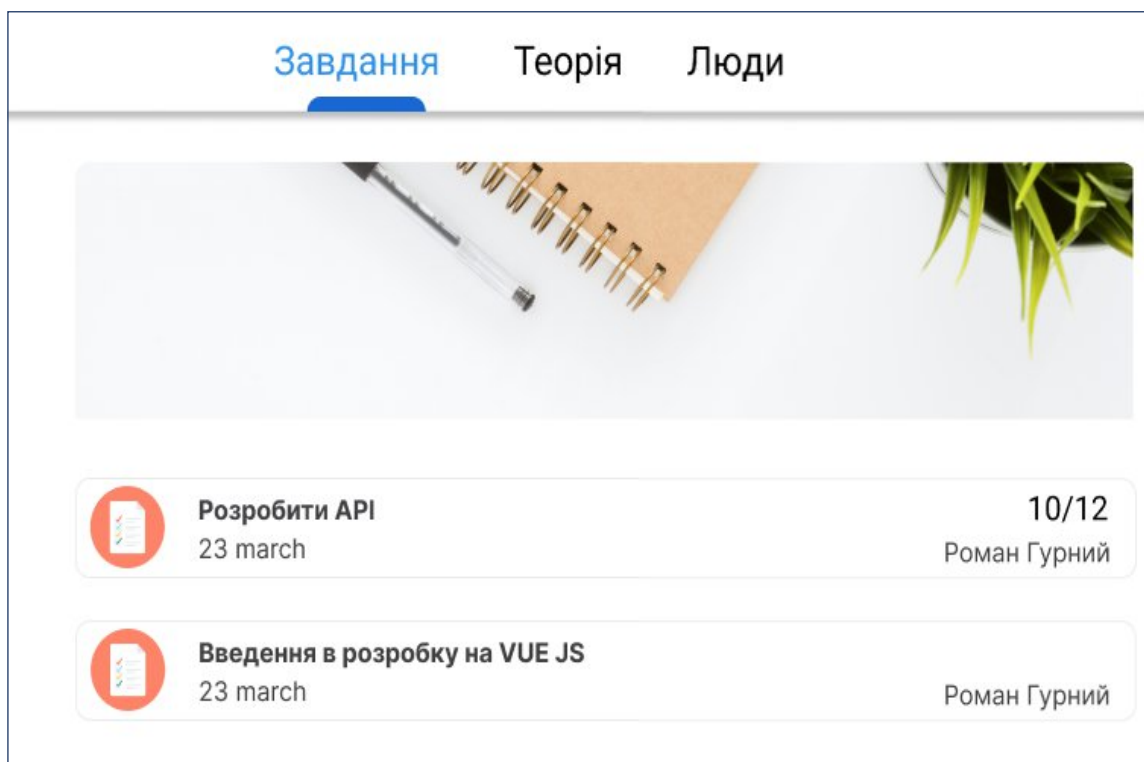 Завдання Теорія Люди
Розробити API
10/12
23 march
Роман Гурний
Введення в розробку на VUE JS
23 march
Роман Гурний